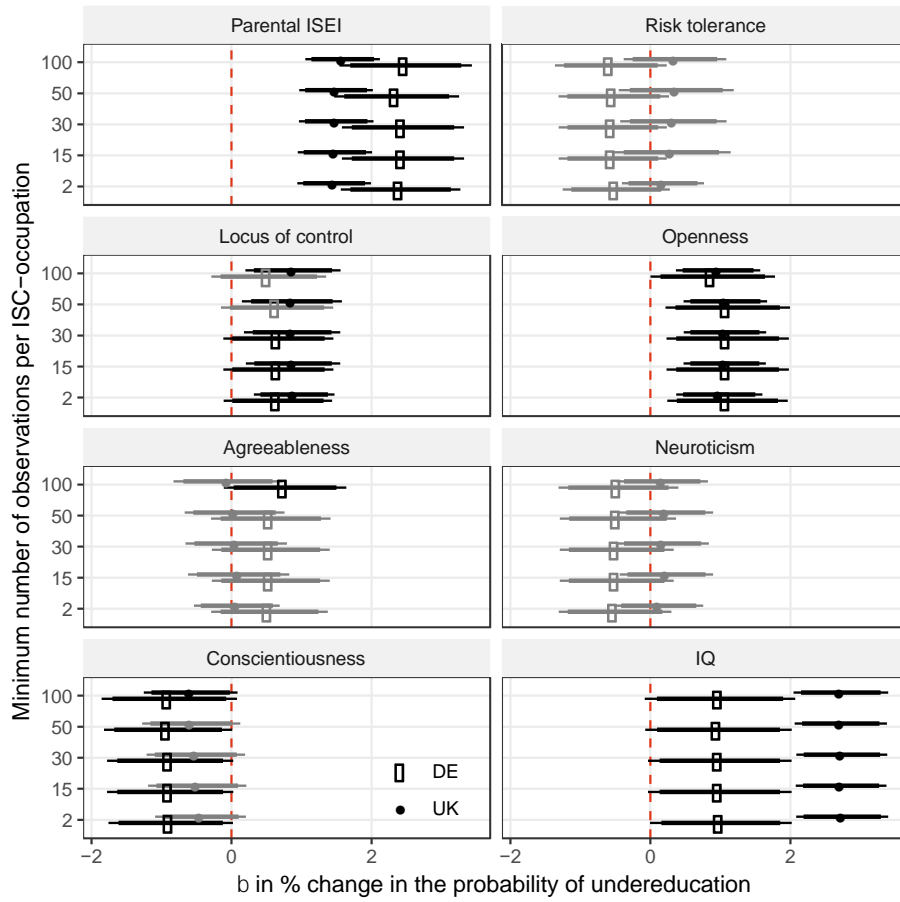 Parental ISEI
Risk tolerance
100
50
30
15
2
Locus of control
Openness
100
50
30
15
2
Agreeableness
Neuroticism
100
50
30
15
2
Conscientiousness
IQ
100
50
30
15
2
DE
UK
−2
0
2
−2
0
2
Minimum number of observations per ISC−occupation
b in % change in the probability of undereducation